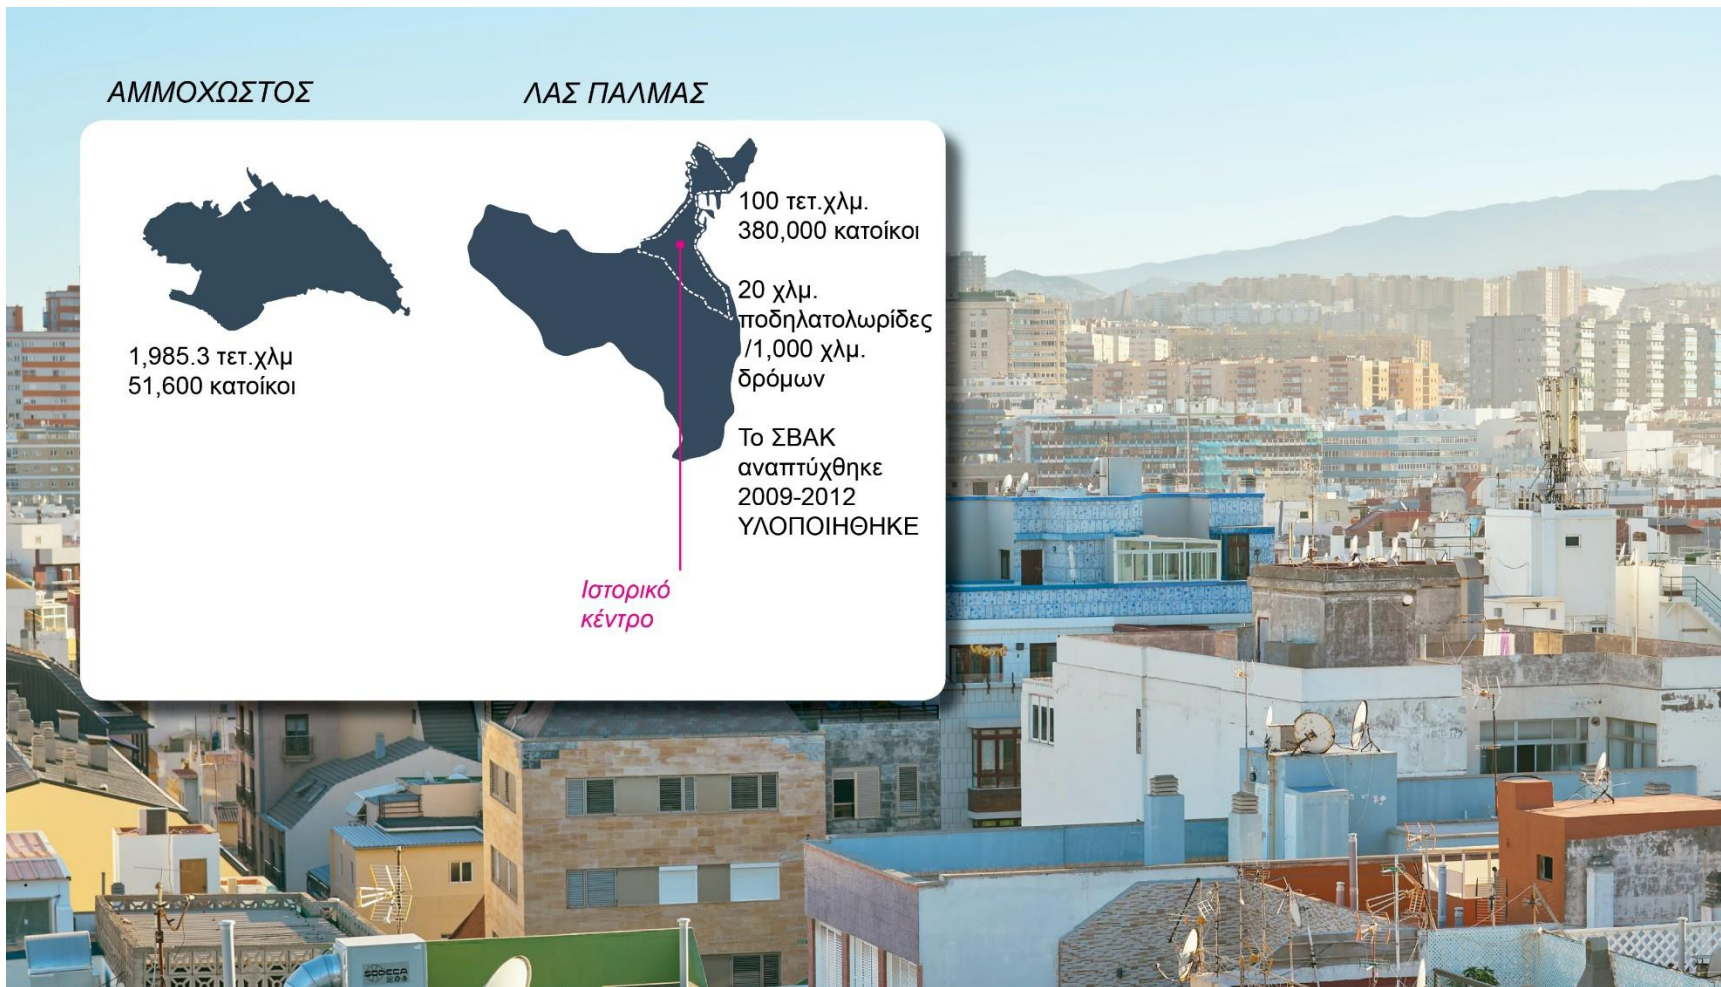 ΑΜΜΟΧΩΣΤΟΣ
ΛΑΣ ΠΑΛΜΑΣ
1,985.3 τετ.χλμ
51,600 κατοίκοι
100 τετ.χλμ.
380,000 κατοίκοι
20 χλμ.
ποδηλατολωρίδες
/1,000 χλμ.
δρόμων
Το ΣΒΑΚ
αναπτύχθηκε
2009-2012
ΥΛΟΠΟΙΗΘΗΚΕ
Ιστορικό
κέντρο
SODECA